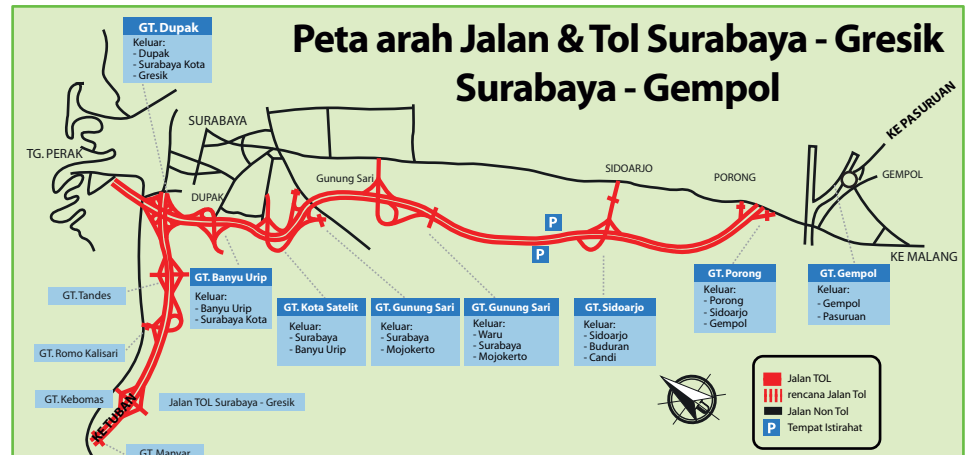 Peta arah Jalan & Tol Surabaya - Gresik
Surabaya - Gempol
GT. Dupak
Keluar:
- Dupak
- Surabaya Kota
- Gresik
SURABAYA
TG. PERAK
DUPAK
Gunung Sari
SIDOARJO
PORONG
KE PASURUAN
GEMPOL
KE MALANG
GT. Tandes
GT. Romo Kalisari
GT. Kebomas
KE TUBAN
Jalan TOL Surabaya - Gresik
GT. Manyar
GT. Banyu Urip
Keluar:
- Banyu Urip
- Surabaya Kota
GT. Kota Satelit
Keluar:
- Surabaya
- Banyu Urip
GT. Gunung Sari
Keluar:
- Surabaya
- Mojokerto
GT. Gunung Sari
Keluar:
- Waru
- Surabaya
- Mojokerto
P
P
GT. Sidoarjo
Keluar:
- Sidoarjo
- Buduran
- Candi
GT. Porong
Keluar:
- Porong
- Sidoarjo
- Gempol
GT. Gempol
Keluar:
- Gempol
- Pasuruan
Jalan TOL
rencana Jalan Tol
Jalan Non Tol
P Tempat Istirahat